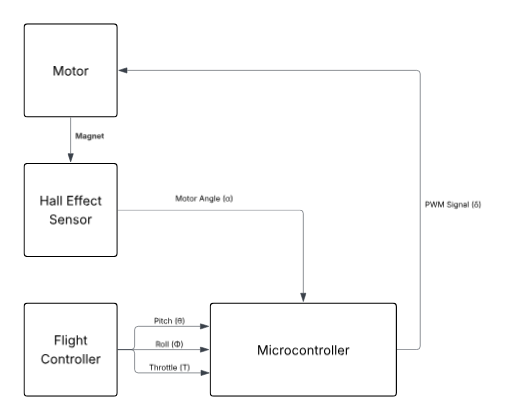 Motor
Magnet
Hall Effect
Sensor
Motor Angle (α)
PWM Signal (δ)
Flight
Controller
Pitch (θ)
Roll (Φ)
Throttle (T)
Microcontroller